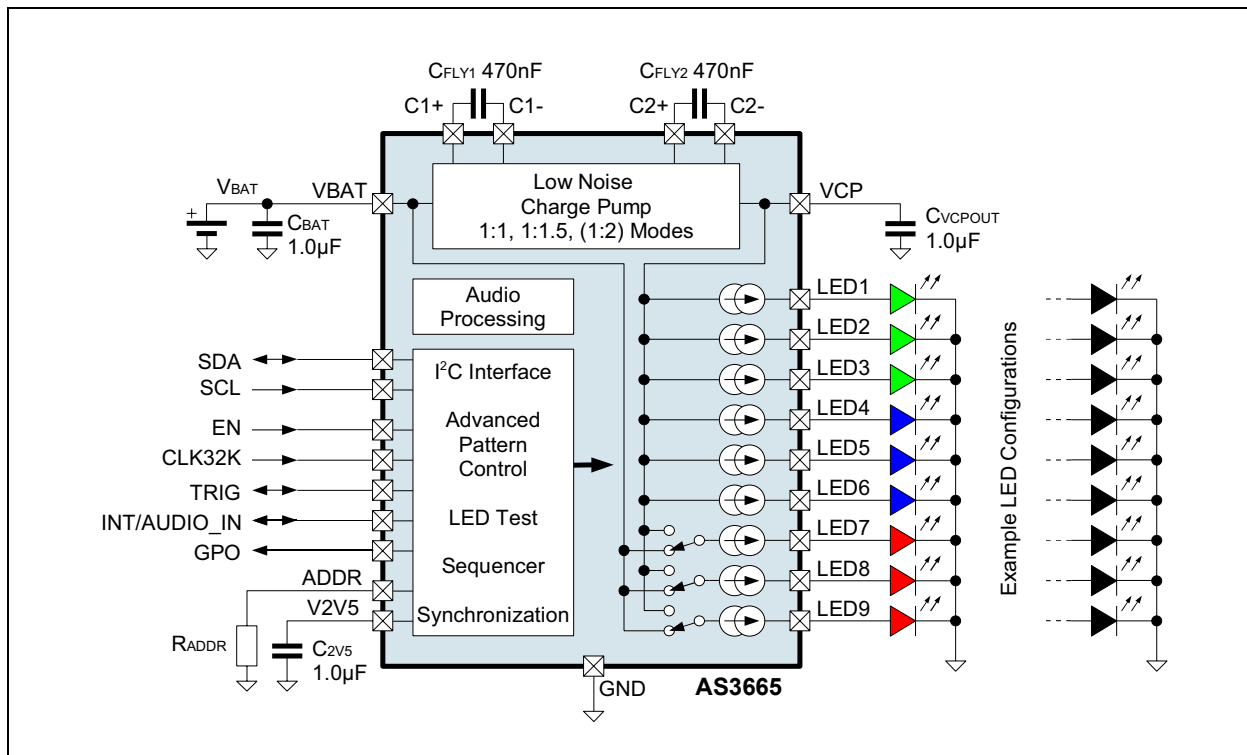 CFLY1 470nF
CFLY2 470nF
C1+
C1-
C2+
C2-
VBAT
VBAT
Low Noise
Charge Pump
1:1, 1:1.5, (1:2) Modes
VCP
+
CBAT
1.0µF
CVCPOUT
1.0µF
Audio
Processing
LED1
LED2
LED3
LED4
LED5
LED6
LED7
LED8
LED9
Example LED Configurations
SDA
SCL
EN
CLK32K
TRIG
INT/AUDIO_IN
GPO
ADDR
V2V5
I²C Interface
Advanced
Pattern
Control
LED Test
Sequencer
Synchronization
RADDR
C2V5
1.0µF
GND
AS3665